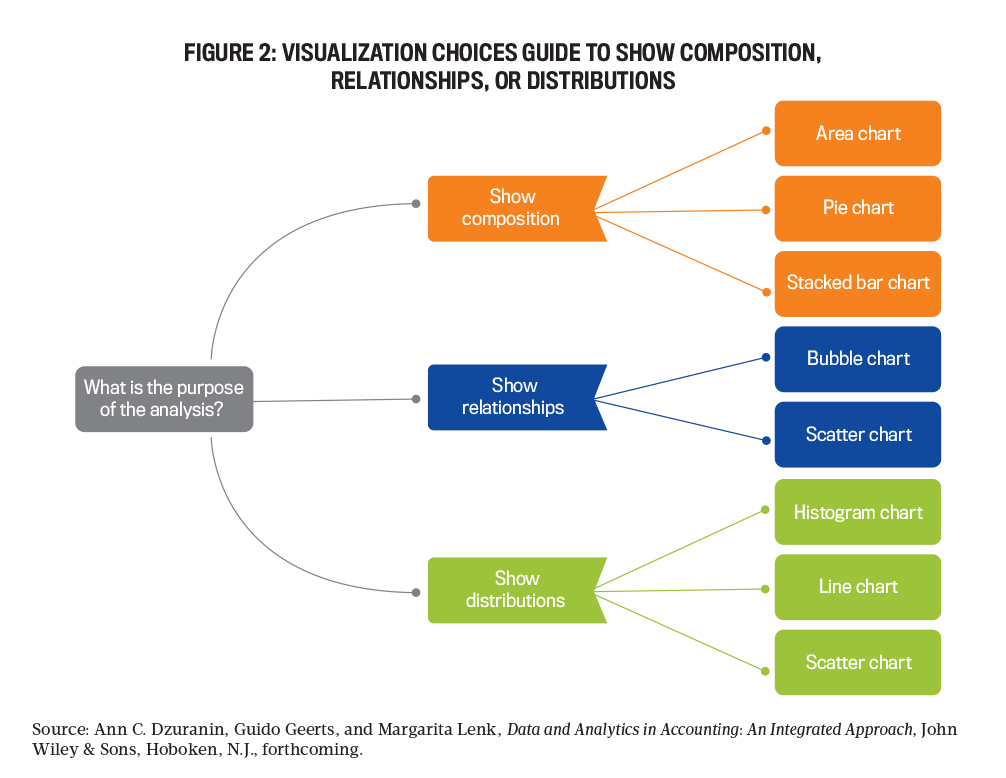 FIGURE 2: VISUALIZATION CHOICES GUIDE TO SHOW COMPOSITION,
RELATIONSHIPS, OR DISTRIBUTIONS
What is the purpose
of the analysis?
Show
composition
Area chart
Pie chart
Stacked bar chart
Show
relationships
Bubble chart
Scatter chart
Show
distributions
Histogram chart
Line chart
Scatter chart
Source: Ann C. Dzuranin, Guido Geerts, and Margarita Lenk, Data and Analytics in Accounting: An Integrated Approach, John
Wiley & Sons, Hoboken, N.J., forthcoming.